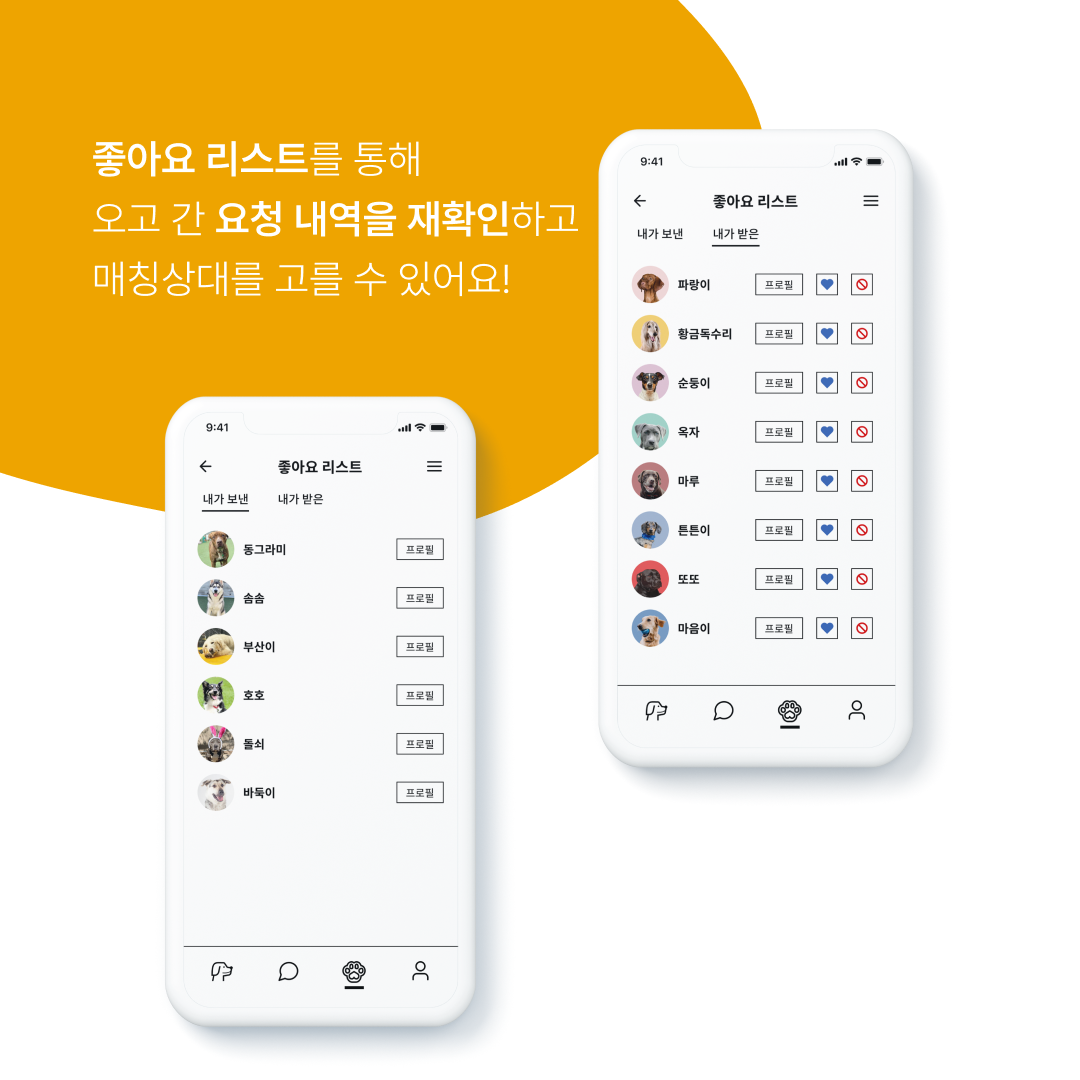 좋아요 리스트를 통해
오고 간 요청 내역을 재확인하고
매칭상대를 고를 수 있어요!
9:41
좋아요 리스트
내가 보낸 내가 받은
동그라미 프로필
솜솜 프로필
부산이 프로필
호호 프로필
돌쇠 프로필
바둑이 프로필
9:41
좋아요 리스트
내가 보낸 내가 받은
파랑이 프로필
황금독수리 프로필
순둥이 프로필
옥자 프로필
마루 프로필
튼튼이 프로필
또또 프로필
마음이 프로필